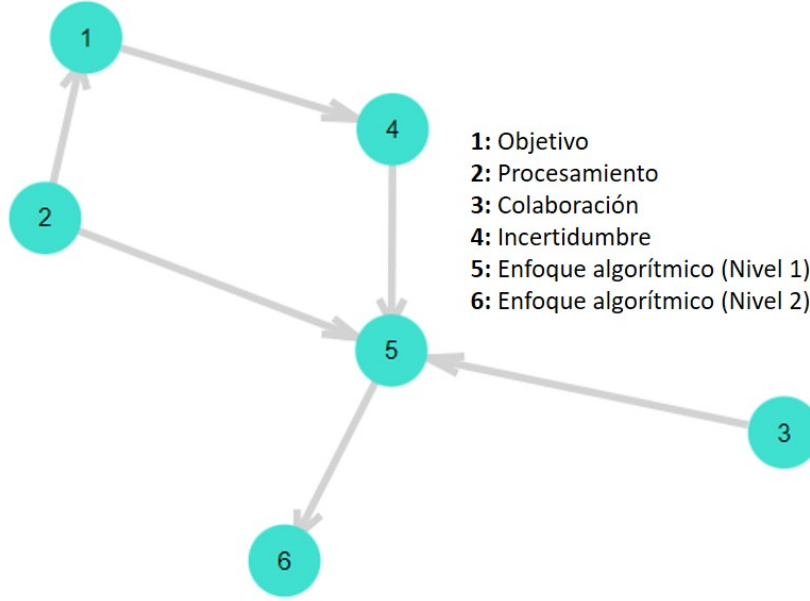 1
4
2
5
3
6
1: Objetivo
2: Procesamiento
3: Colaboración
4: Incertidumbre
5: Enfoque algorítmico (Nivel 1)
6: Enfoque algorítmico (Nivel 2)